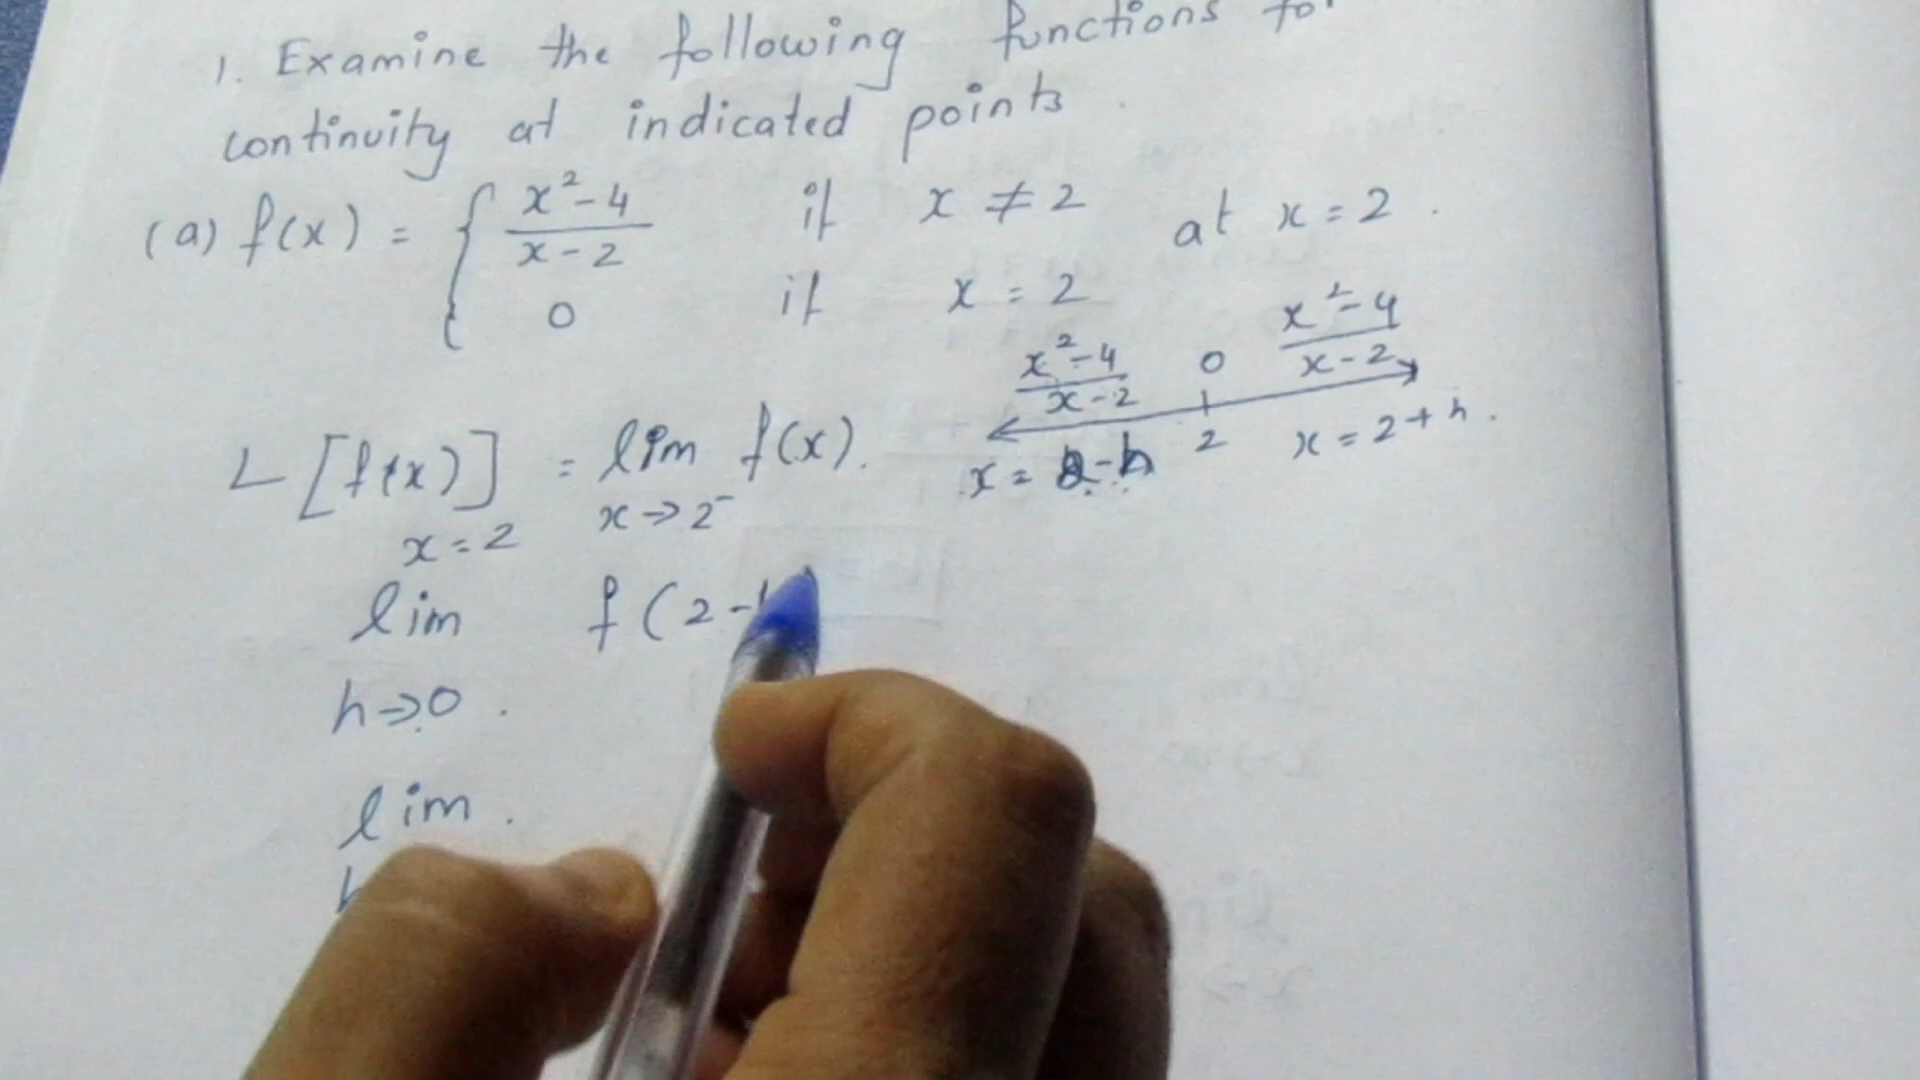 1. Examine the following functions for
continuity at indicated points.
(a) f(x) = { x² - 4 / x - 2 if x ≠ 2 at x = 2.
0 if x = 2
x² - 4 / x - 2 0 x² - 4 / x - 2
x = 2 - h 2 x = 2 + h.
L [f(x)] = lim f(x).
x = 2 x → 2⁻
lim f(2 -
h → 0.
lim.